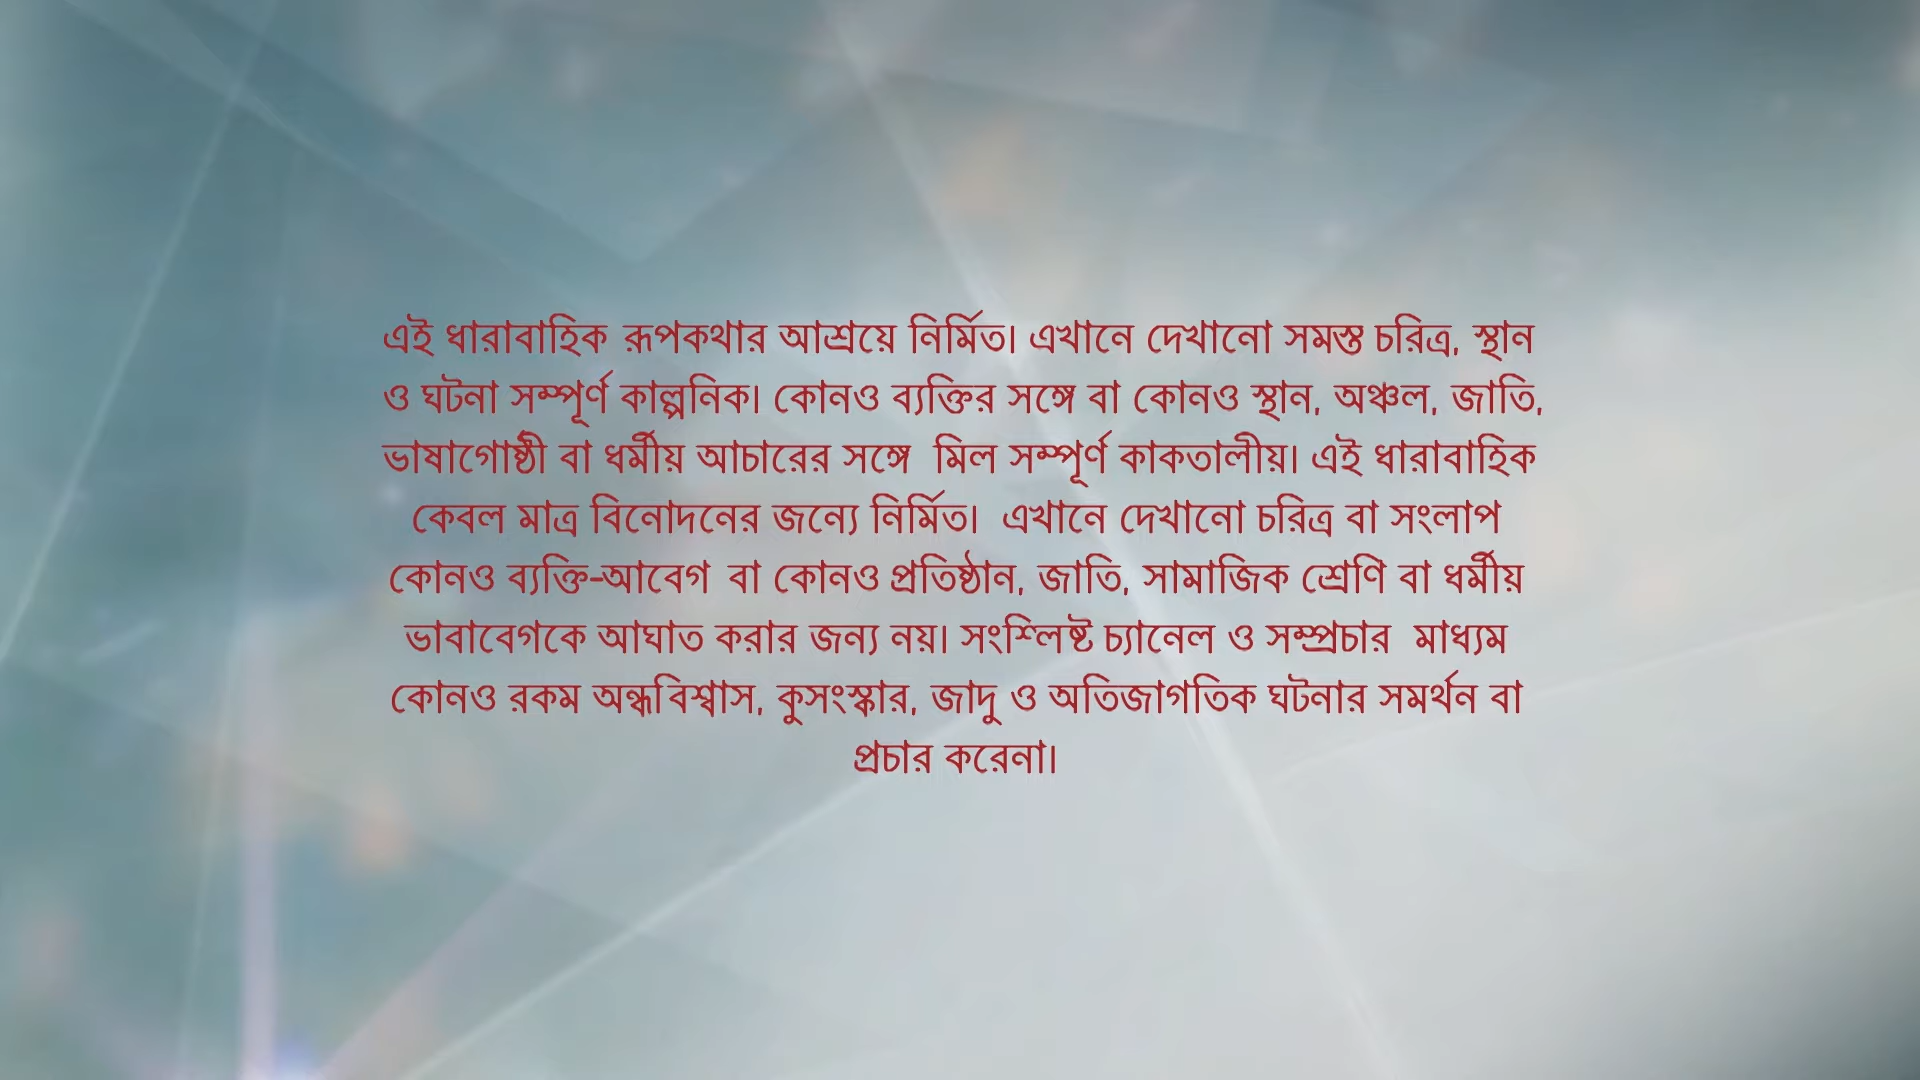 এই ধারাবাহিক রূপকথার আশ্রয়ে নির্মিত। এখানে দেখানো সমস্ত চরিত্র, স্থান
ও ঘটনা সম্পূর্ণ কাল্পনিক। কোনও ব্যক্তির সঙ্গে বা কোনও স্থান, অঞ্চল, জাতি,
ভাষাগোষ্ঠী বা ধর্মীয় আচারের সঙ্গে মিল সম্পূর্ণ কাকতালীয়। এই ধারাবাহিক
কেবল মাত্র বিনোদনের জন্যে নির্মিত। এখানে দেখানো চরিত্র বা সংলাপ
কোনও ব্যক্তি-আবেগ বা কোনও প্রতিষ্ঠান, জাতি, সামাজিক শ্রেণি বা ধর্মীয়
ভাবাবেগকে আঘাত করার জন্য নয়। সংশ্লিষ্ট চ্যানেল ও সম্প্রচার মাধ্যম
কোনও রকম অন্ধবিশ্বাস, কুসংস্কার, জাদু ও অতিজাগতিক ঘটনার সমর্থন বা
প্রচার করেনা।